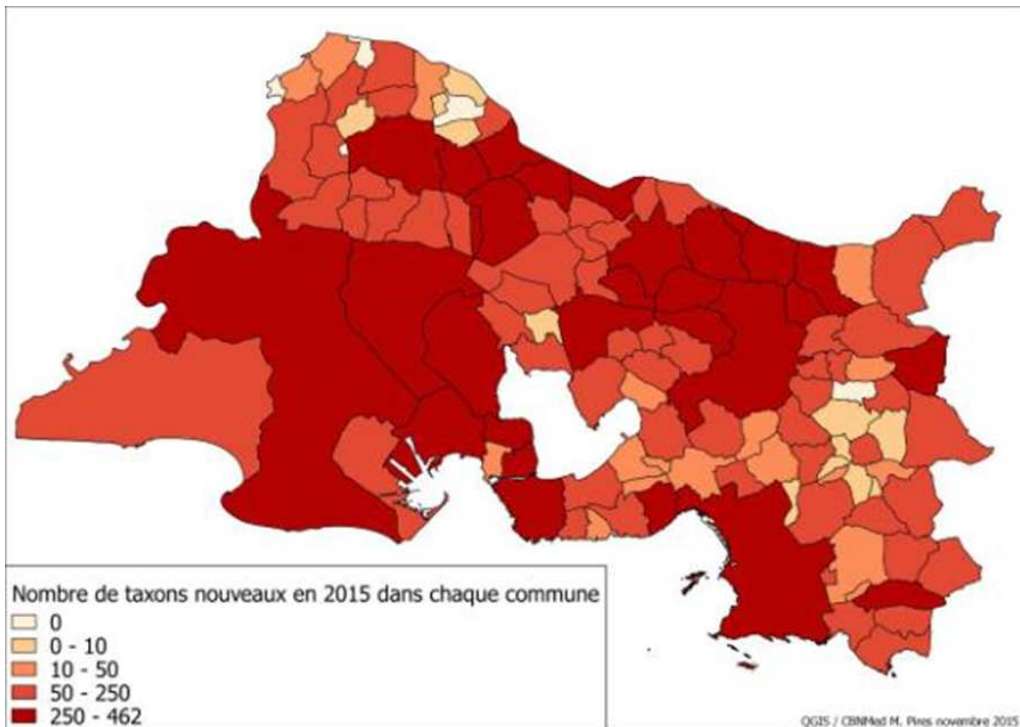 Nombre de taxons nouveaux en 2015 dans chaque commune
0
0 - 10
10 - 50
50 - 250
250 - 462
QGIS / CBNMed M. Pires novembre 2015